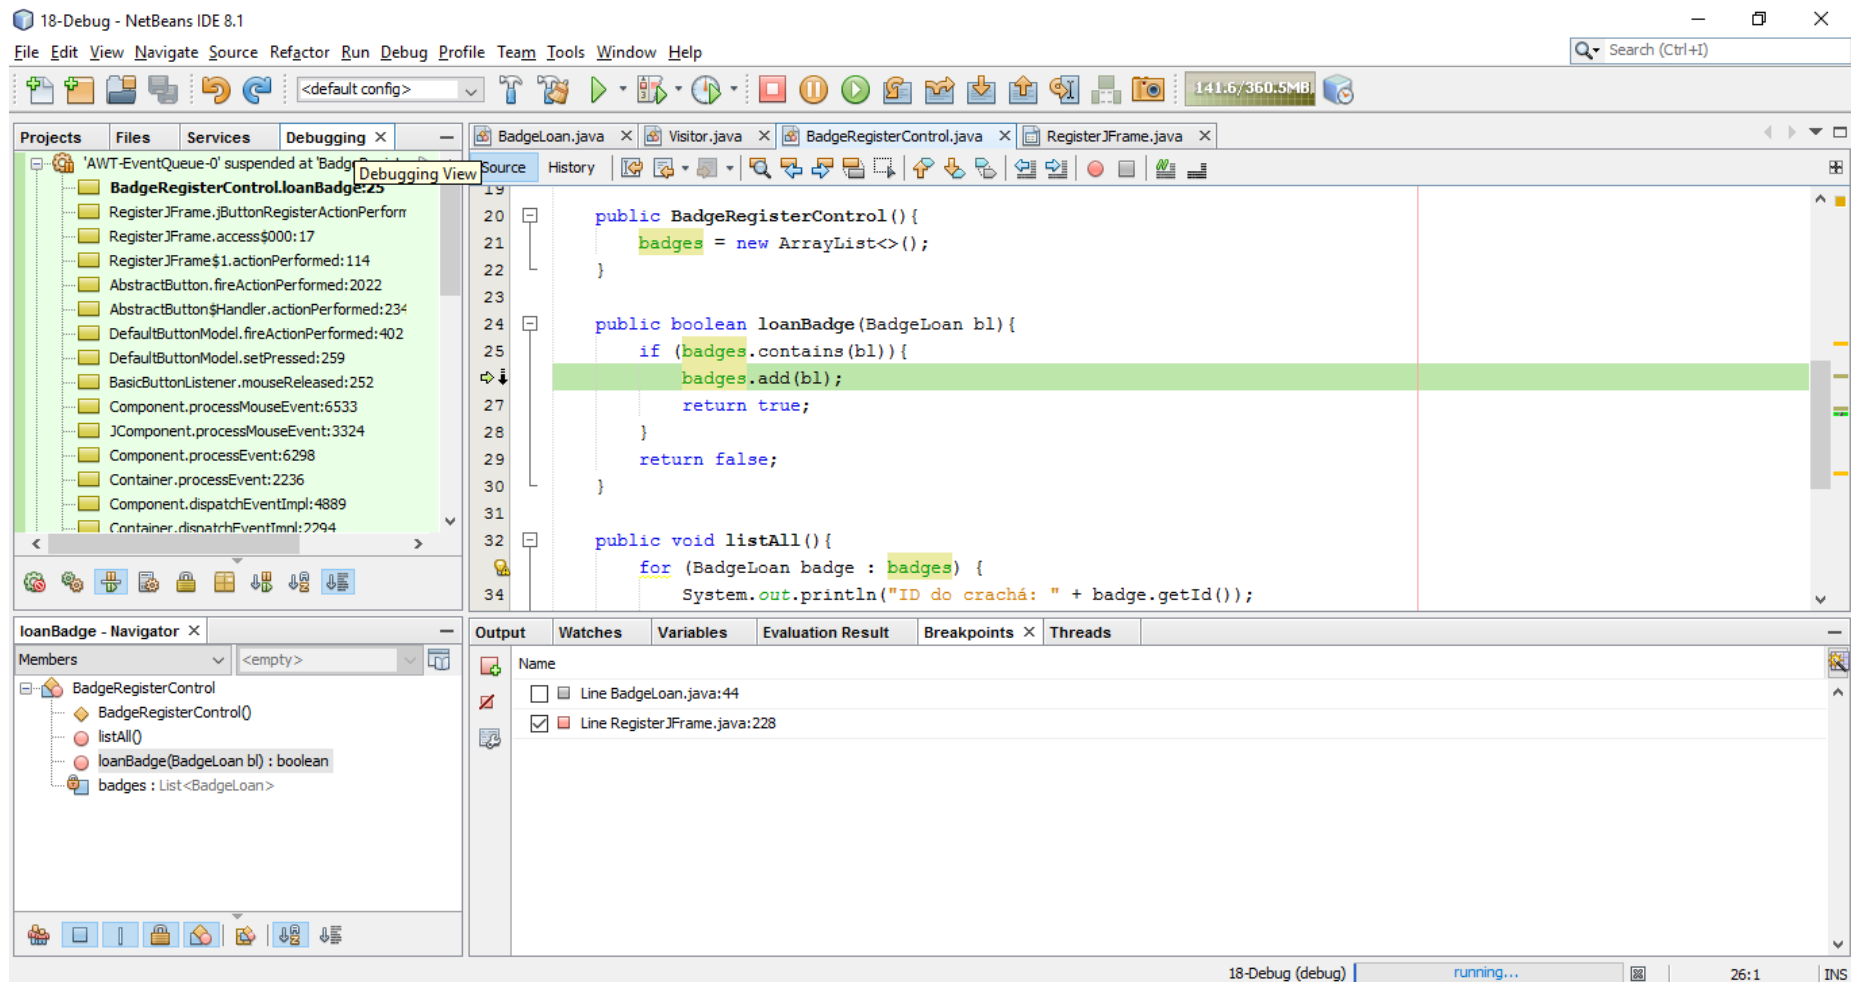 18-Debug - NetBeans IDE 8.1
File Edit View Navigate Source Refactor Run Debug Profile Team Tools Window Help
Search (Ctrl+I)
<default config>
141.6/360.5MB
Projects Files Services Debugging
'AWT-EventQueue-0' suspended at
Debugging View
BadgeRegisterControl.loanBadge:25
RegisterJFrame.jButtonRegisterActionPerform
RegisterJFrame.access$000:17
RegisterJFrame$1.actionPerformed:114
AbstractButton.fireActionPerformed:2022
AbstractButton$Handler.actionPerformed:234
DefaultButtonModel.fireActionPerformed:402
DefaultButtonModel.setPressed:259
BasicButtonListener.mouseReleased:252
Component.processMouseEvent:6533
JComponent.processMouseEvent:3324
Component.processEvent:6298
Container.processEvent:2236
Component.dispatchEventImpl:4889
Container.dispatchEventImpl:2294
BadgeLoan.java Visitor.java BadgeRegisterControl.java RegisterJFrame.java
Source History
19
20 public BadgeRegisterControl(){
21 badges = new ArrayList<>();
22 }
23
24 public boolean loanBadge(BadgeLoan bl){
25 if (badges.contains(bl)){
badges.add(bl);
27 return true;
28 }
29 return false;
30 }
31
32 public void listAll(){
for (BadgeLoan badge : badges) {
34 System.out.println("ID do crachá: " + badge.getId());
loanBadge - Navigator
Members <empty>
BadgeRegisterControl
BadgeRegisterControl()
listAll()
loanBadge(BadgeLoan bl) : boolean
badges : List<BadgeLoan>
Output Watches Variables Evaluation Result Breakpoints Threads
Name
Line BadgeLoan.java:44
Line RegisterJFrame.java:228
18-Debug (debug) running... 26:1 INS